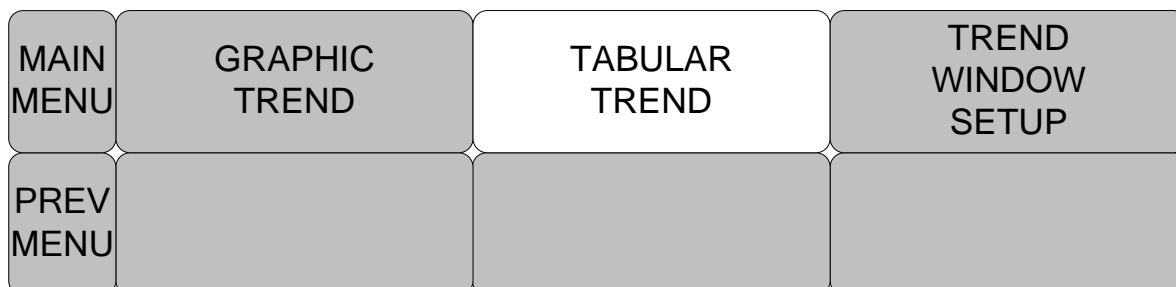 MAIN
MENU
GRAPHIC
TREND
TABULAR
TREND
TREND
WINDOW
SETUP
PREV
MENU